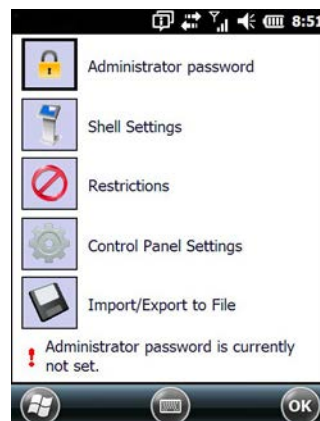 8:51
Administrator password
Shell Settings
Restrictions
Control Panel Settings
Import/Export to File
Administrator password is currently
not set.
OK